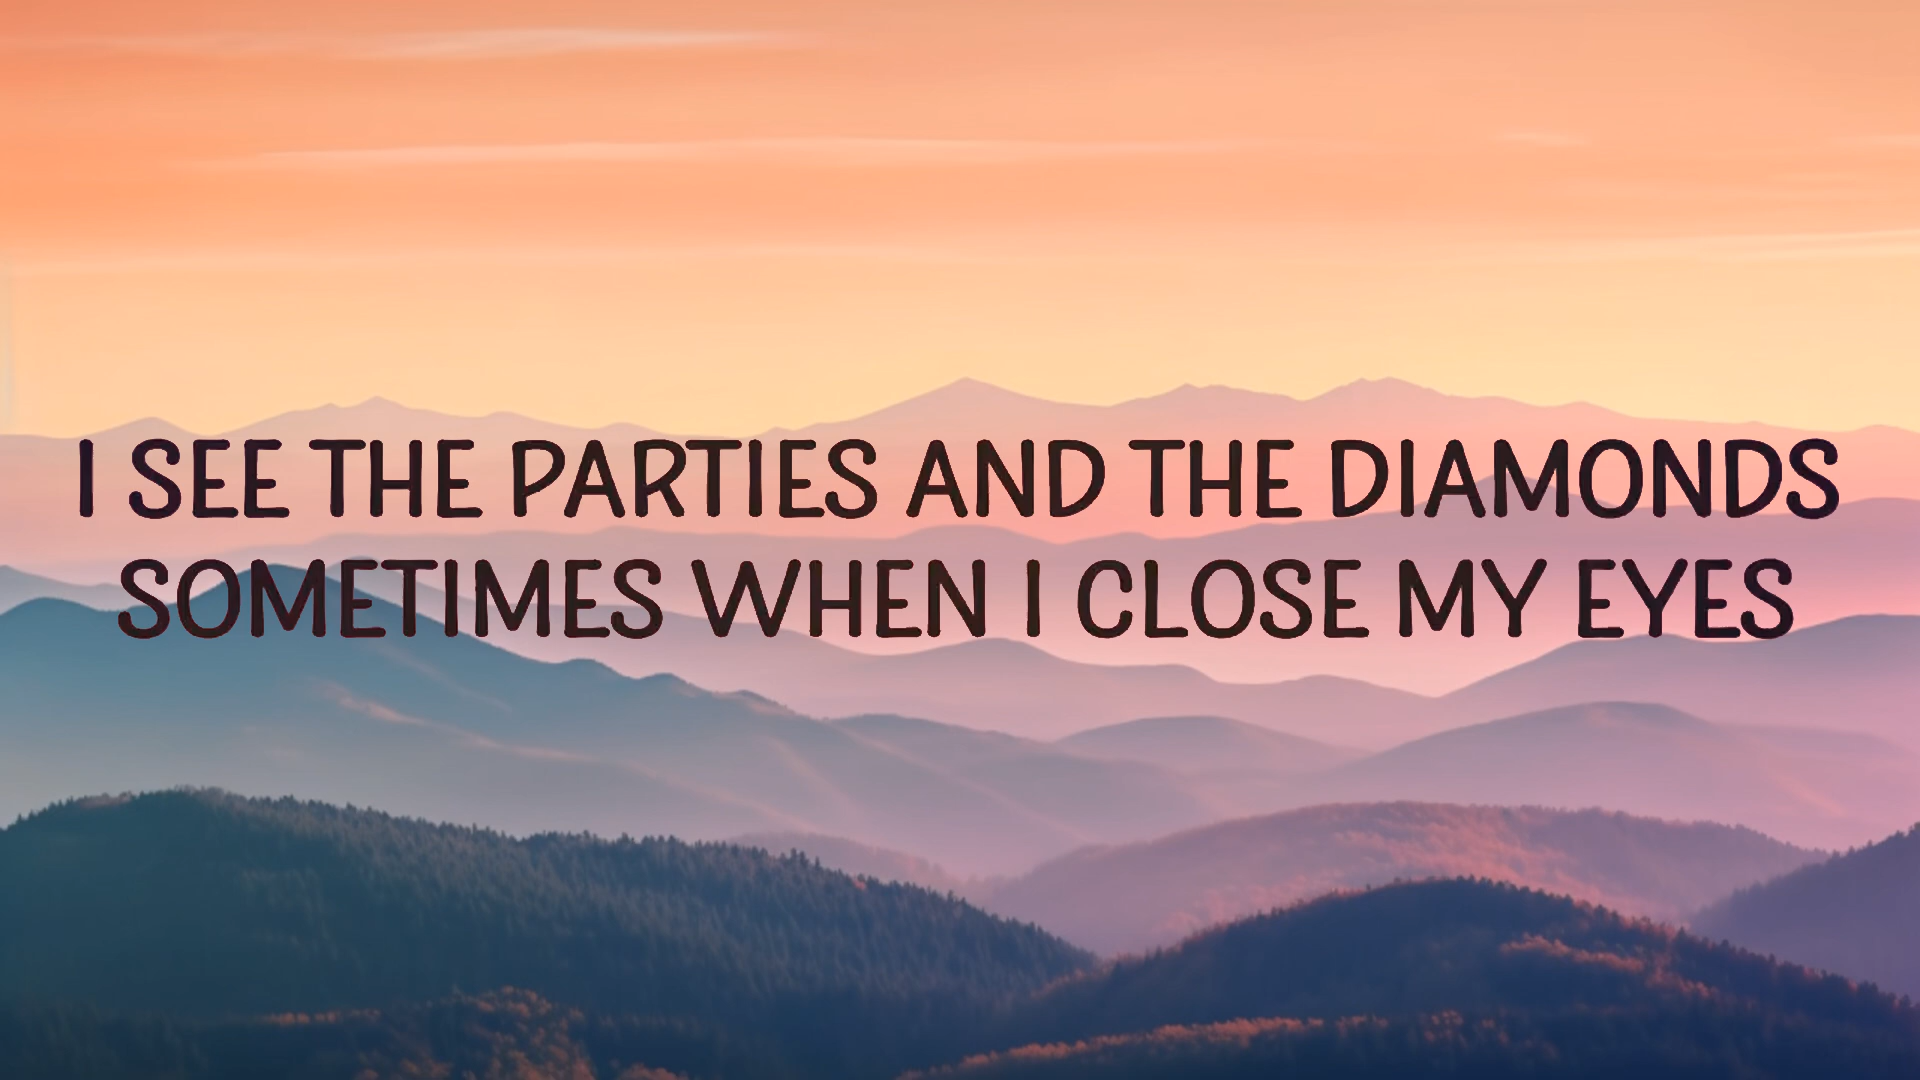 I SEE THE PARTIES AND THE DIAMONDS
SOMETIMES WHEN I CLOSE MY EYES